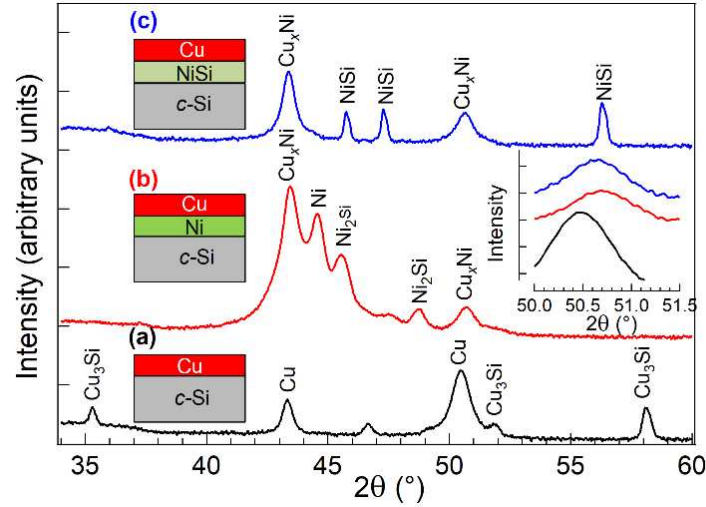 (c)
Cu
NiSi
c-Si
CuₓNi
NiSi
NiSi
CuₓNi
NiSi
(b)
Cu
Ni
c-Si
CuₓNi
Ni
Ni₂Si
Ni₂Si
CuₓNi
Intensity
50.0 50.5 51.0 51.5
2θ (°)
(a)
Cu
c-Si
Cu₃Si
Cu
Cu
Cu₃Si
Cu₃Si
Intensity (arbitrary units)
35 40 45 50 55 60
2θ (°)